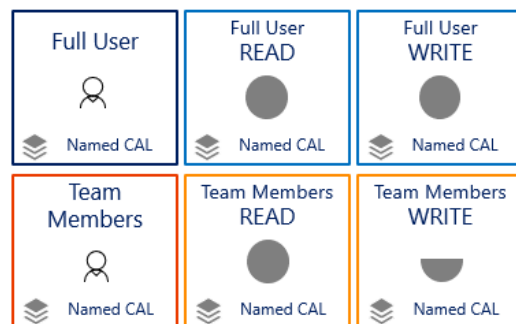 Full User
Named CAL
Full User
READ
Named CAL
Full User
WRITE
Named CAL
Team
Members
Named CAL
Team Members
READ
Named CAL
Team Members
WRITE
Named CAL